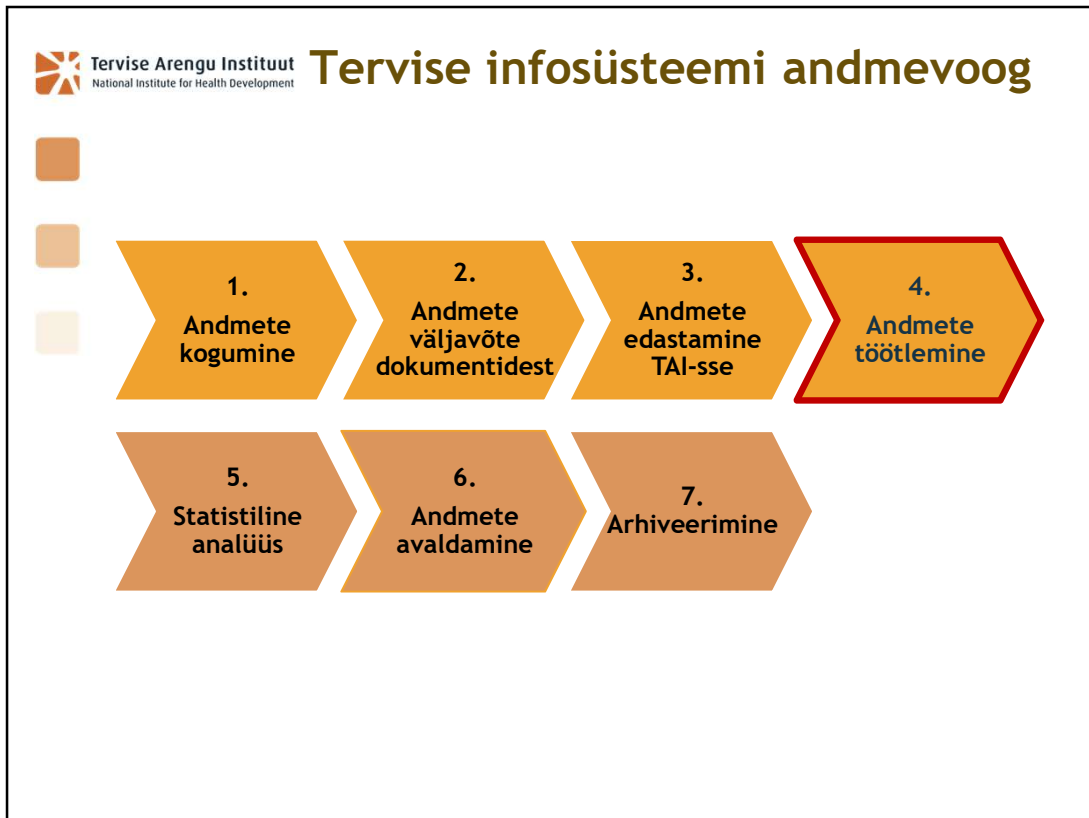 Tervise Arengu Instituut
National Institute for Health Development
Tervise infosüsteemi andmevoog
1.
Andmete
kogumine
2.
Andmete
väljavõte
dokumentidest
3.
Andmete
edastamine
TAI-sse
4.
Andmete
töötlemine
5.
Statistiline
analüüs
6.
Andmete
avaldamine
7.
Arhiveerimine